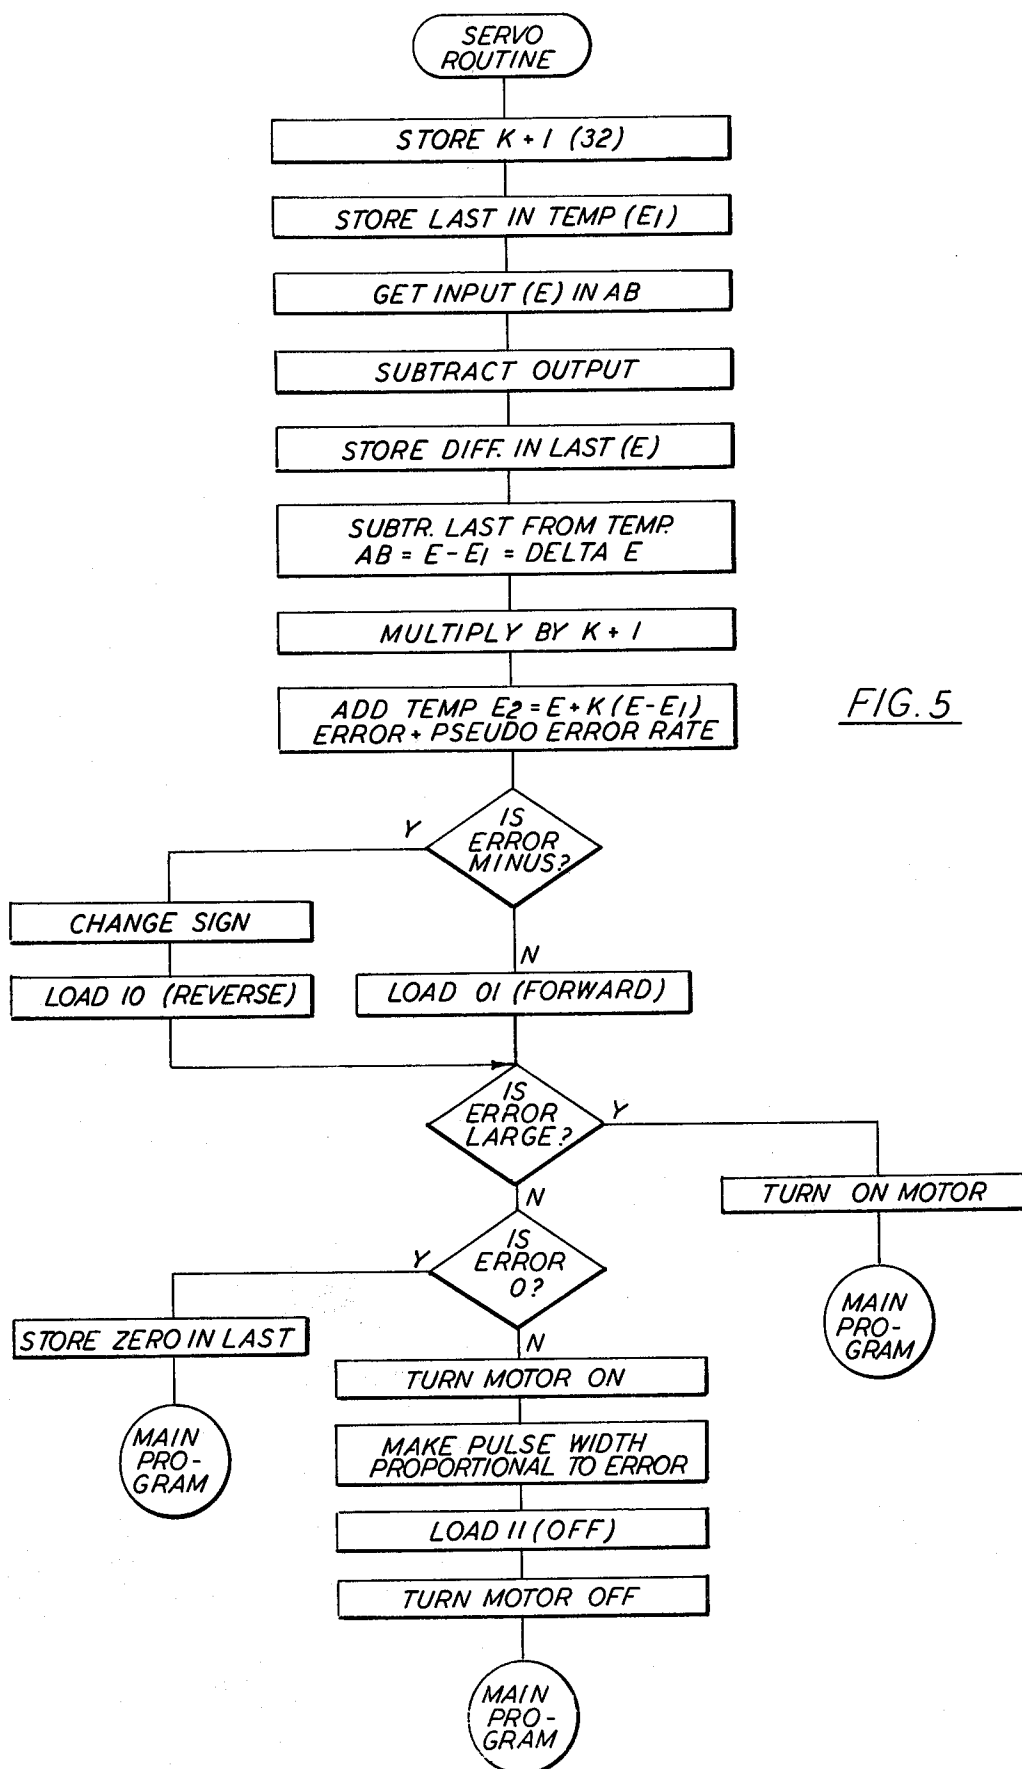 SERVO
ROUTINE
STORE K + 1 (32)
STORE LAST IN TEMP (E1)
GET INPUT (E) IN AB
SUBTRACT OUTPUT
STORE DIFF. IN LAST (E)
SUBTR. LAST FROM TEMP.
AB = E - E1 = DELTA E
MULTIPLY BY K + 1
ADD TEMP E2 = E + K (E - E1)
ERROR + PSEUDO ERROR RATE
FIG. 5
IS
ERROR
MINUS?
Y
CHANGE SIGN
N
LOAD 10 (REVERSE)
LOAD 01 (FORWARD)
IS
ERROR
LARGE?
Y
TURN ON MOTOR
N
MAIN
PRO-
GRAM
IS
ERROR
0?
Y
STORE ZERO IN LAST
N
MAIN
PRO-
GRAM
TURN MOTOR ON
MAKE PULSE WIDTH
PROPORTIONAL TO ERROR
LOAD 11 (OFF)
TURN MOTOR OFF
MAIN
PRO-
GRAM